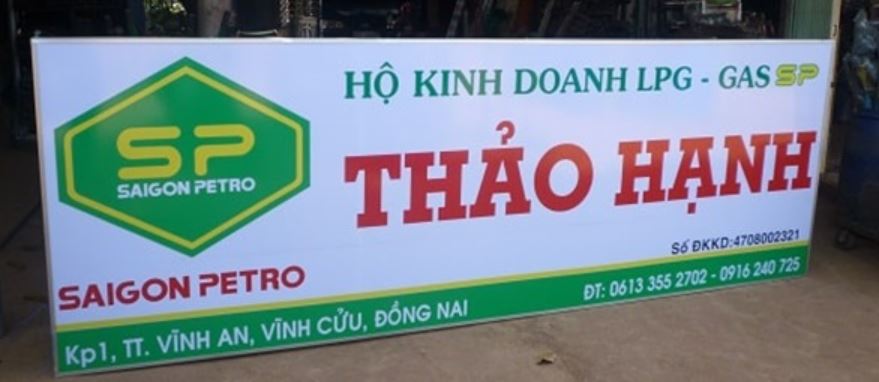 SP
SAIGON PETRO
SAIGON PETRO
HỘ KINH DOANH LPG - GAS SP
THẢO HẠNH
Số ĐKKD:4708002321
Kp1, TT. VĨNH AN, VĨNH CỬU, ĐỒNG NAI
ĐT: 0613 355 2702 - 0916 240 725